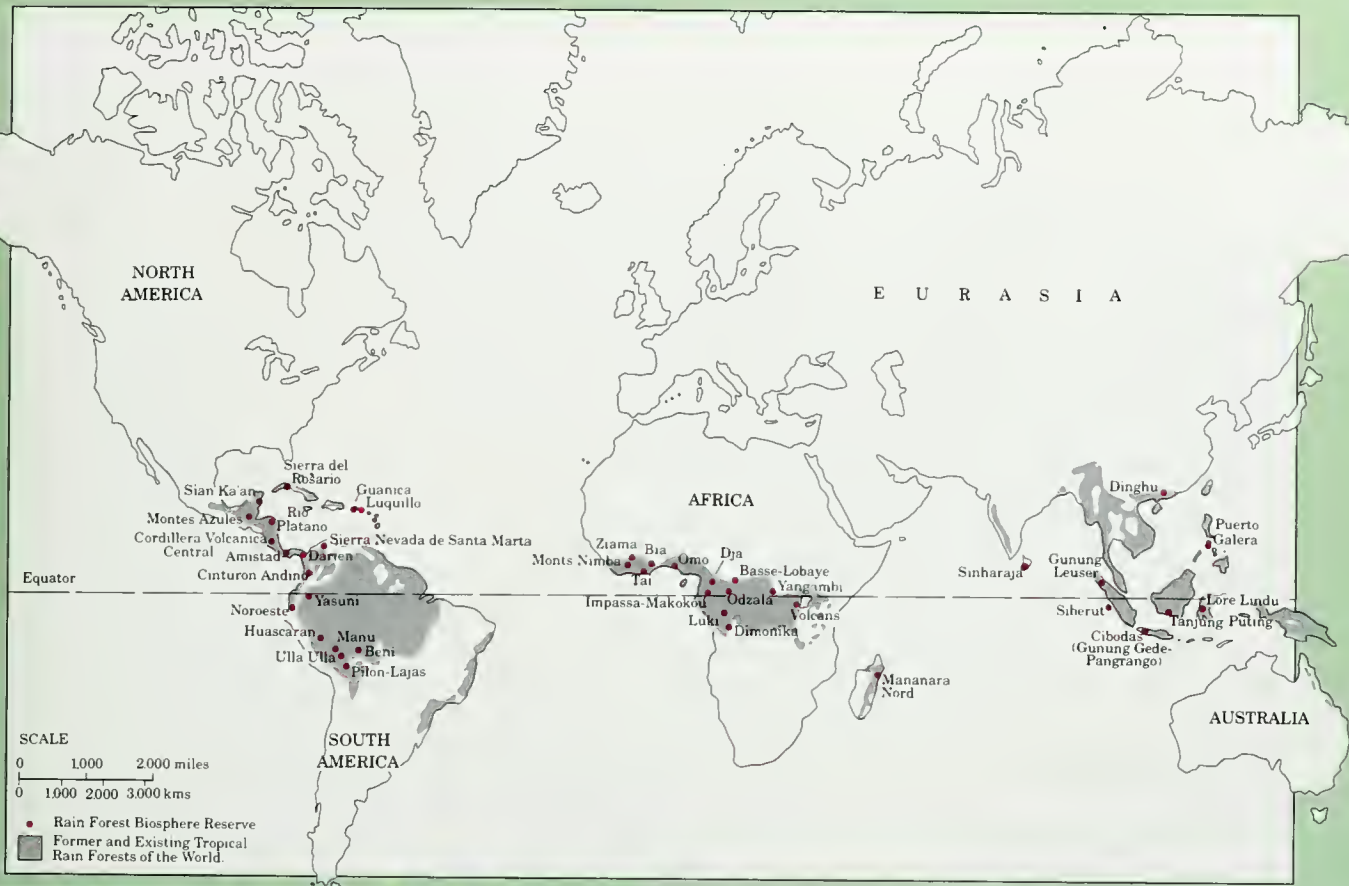 NORTH
AMERICA
E U R A S I A
Sierra del
Rosario
Sian Ka'an
Guanica
Luquillo
Montes Azules
Rio
Platano
Cordillera Volcanica
Central
Sierra Nevada de Santa Marta
Amistad
Darien
Cinturon Andino
Equator
Yasuni
Noroeste
Huascaran
Manu
Beni
Ulla Ulla
Pilon-Lajas
SOUTH
AMERICA
AFRICA
Ziama
Bia
Omo
Dja
Monts Nimba
Tai
Basse-Lobaye
Yangambi
Impassa-Makokou
Odzala
Volcans
Luki
Dimonika
Mananara
Nord
Dinghu
Puerto
Galera
Sinharaja
Gunung
Leuser
Siherut
Lore Lindu
Tanjung Puting
Cibodas
(Gunung Gede-
Pangrango)
AUSTRALIA
SCALE
0 1,000 2.000 miles
0 1.000 2.000 3.000 kms
Rain Forest Biosphere Reserve
Former and Existing Tropical
Rain Forests of the World.